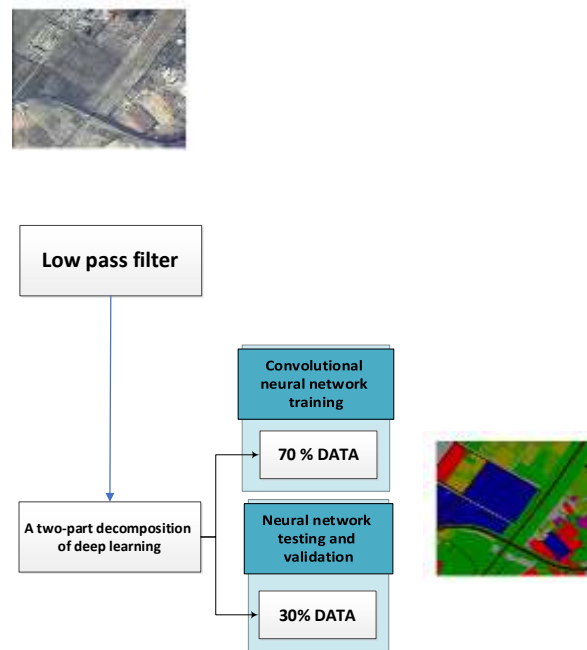 Low pass filter
Convolutional
neural network
training
70 % DATA
A two-part decomposition
of deep learning
Neural network
testing and
validation
30% DATA